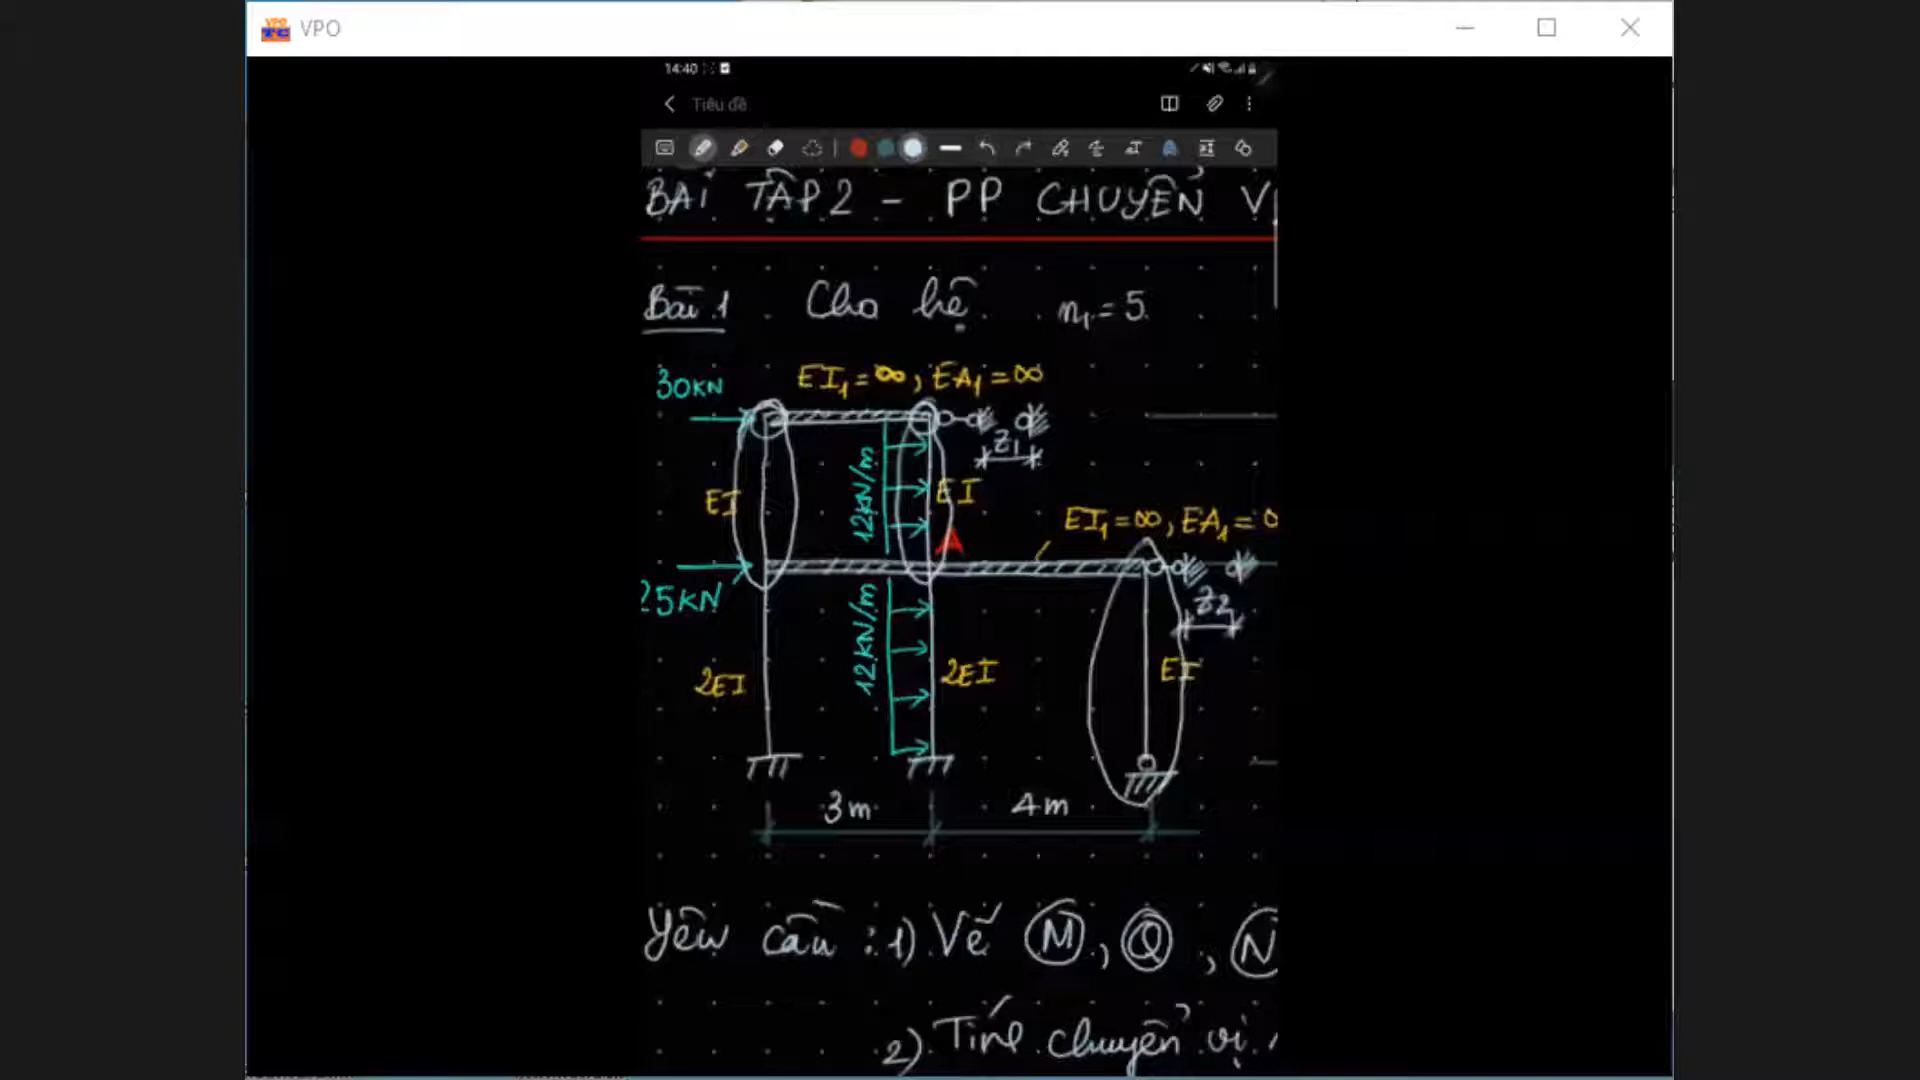 VPO
14:40
Tiêu đề
BÀI TẬP 2 - PP CHUYỂN
Bài 1. Cho hệ n₁ = 5
30KN
EI₁ = ∞, EA₁ = ∞
Z₁
EI
12KN/m
EI
EI₁ = ∞, EA₁ =
A
25KN
Z₂
2EI
12KN/m
2EI
EI
3m
4m
Yêu cầu: 1) Vẽ M, Q, N
2) Tính chuyển vị